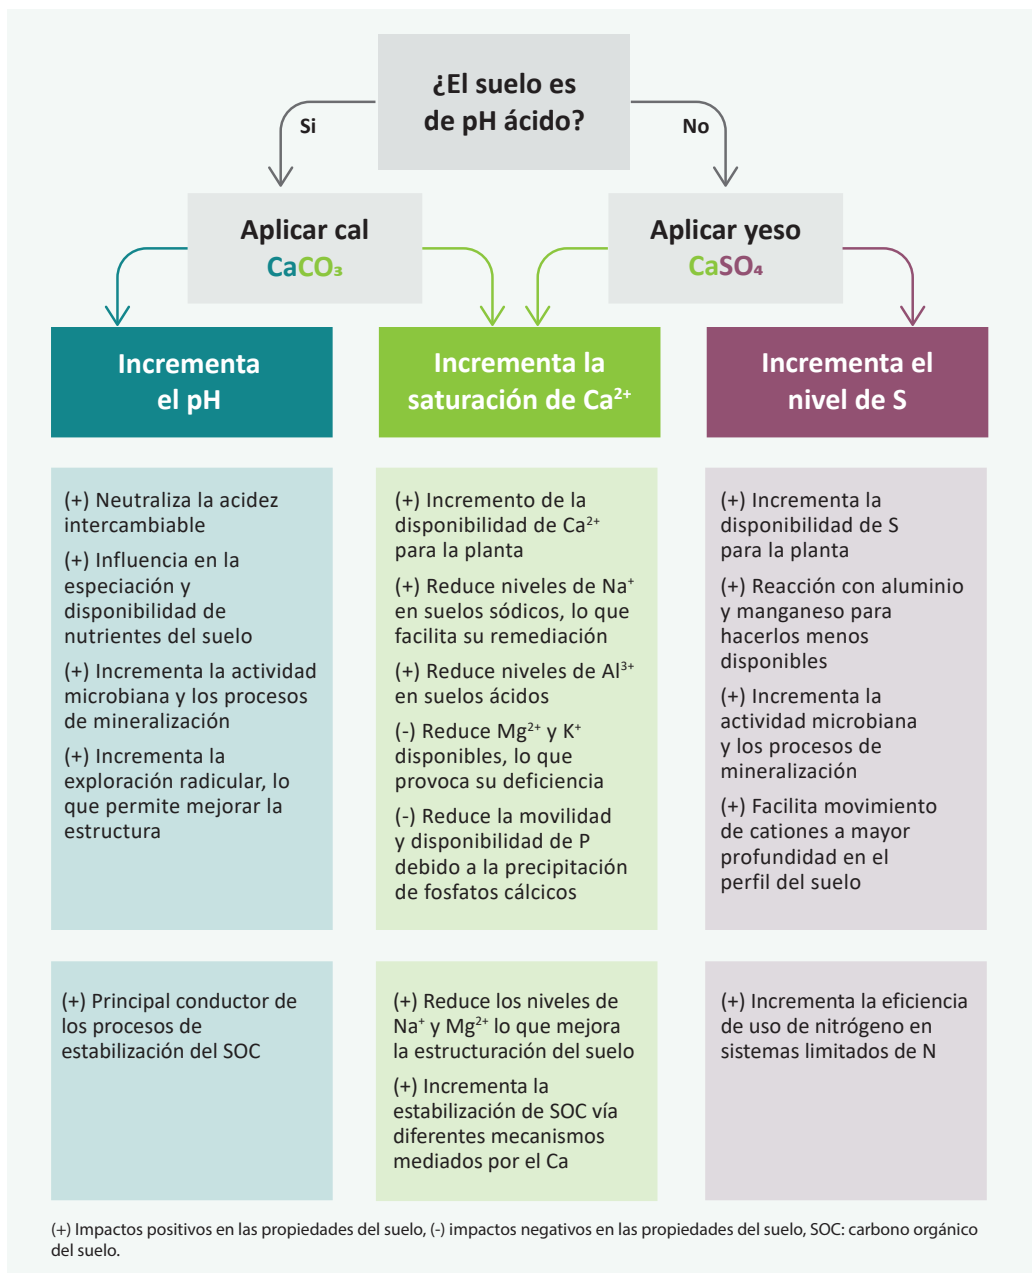 ¿El suelo es
de pH ácido?
Si
No
Aplicar cal
CaCO₃
Aplicar yeso
CaSO₄
Incrementa
el pH
Incrementa la
saturación de Ca²⁺
Incrementa el
nivel de S
(+) Neutraliza la acidez
intercambiable
(+) Influencia en la
especiación y
disponibilidad de
nutrientes del suelo
(+) Incrementa la actividad
microbiana y los procesos
de mineralización
(+) Incrementa la
exploración radicular, lo
que permite mejorar la
estructura
(+) Incremento de la
disponibilidad de Ca²⁺
para la planta
(+) Reduce niveles de Na⁺
en suelos sódicos, lo que
facilita su remediación
(+) Reduce niveles de Al³⁺
en suelos ácidos
(-) Reduce Mg²⁺ y K⁺
disponibles, lo que
provoca su deficiencia
(-) Reduce la movilidad
y disponibilidad de P
debido a la precipitación
de fosfatos cálcicos
(+) Incrementa la
disponibilidad de S
para la planta
(+) Reacción con aluminio
y manganeso para
hacerlos menos
disponibles
(+) Incrementa la
actividad microbiana
y los procesos de
mineralización
(+) Facilita movimiento
de cationes a mayor
profundidad en el
perfil del suelo
(+) Principal conductor de
los procesos de
estabilización del SOC
(+) Reduce los niveles de
Na⁺ y Mg²⁺ lo que mejora
la estructuración del suelo
(+) Incrementa la
estabilización de SOC vía
diferentes mecanismos
mediados por el Ca
(+) Incrementa la eficiencia
de uso de nitrógeno en
sistemas limitados de N
(+) Impactos positivos en las propiedades del suelo, (-) impactos negativos en las propiedades del suelo, SOC: carbono orgánico
del suelo.